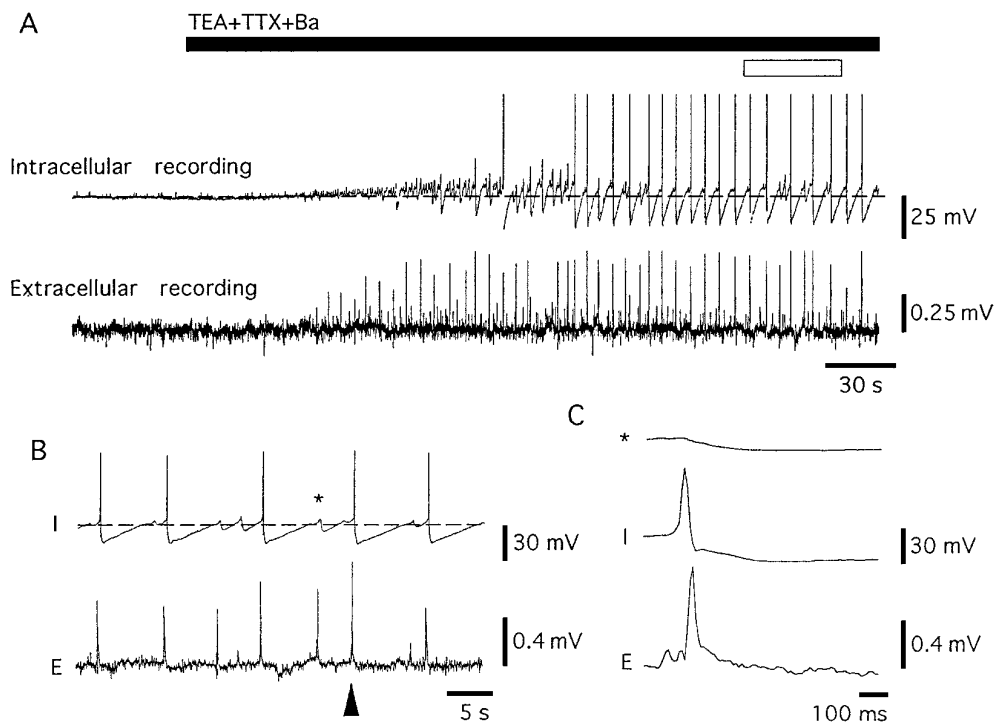 A
TEA+TTX+Ba
Intracellular recording
25 mV
Extracellular recording
0.25 mV
30 s
B
*
I
30 mV
E
0.4 mV
5 s
C
*
I
30 mV
E
0.4 mV
100 ms